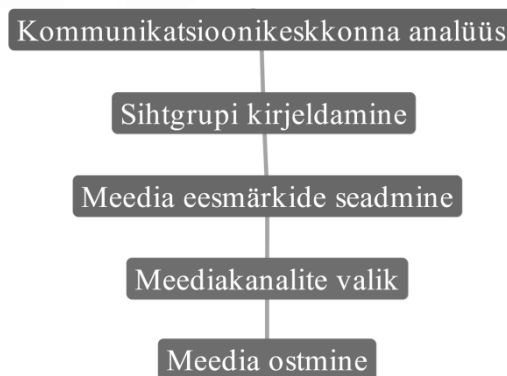 Kommunikatsioonikeskkonna analüüs
Sihtgrupi kirjeldamine
Meedia eesmärkide seadmine
Meediakanalite valik
Meedia ostmine